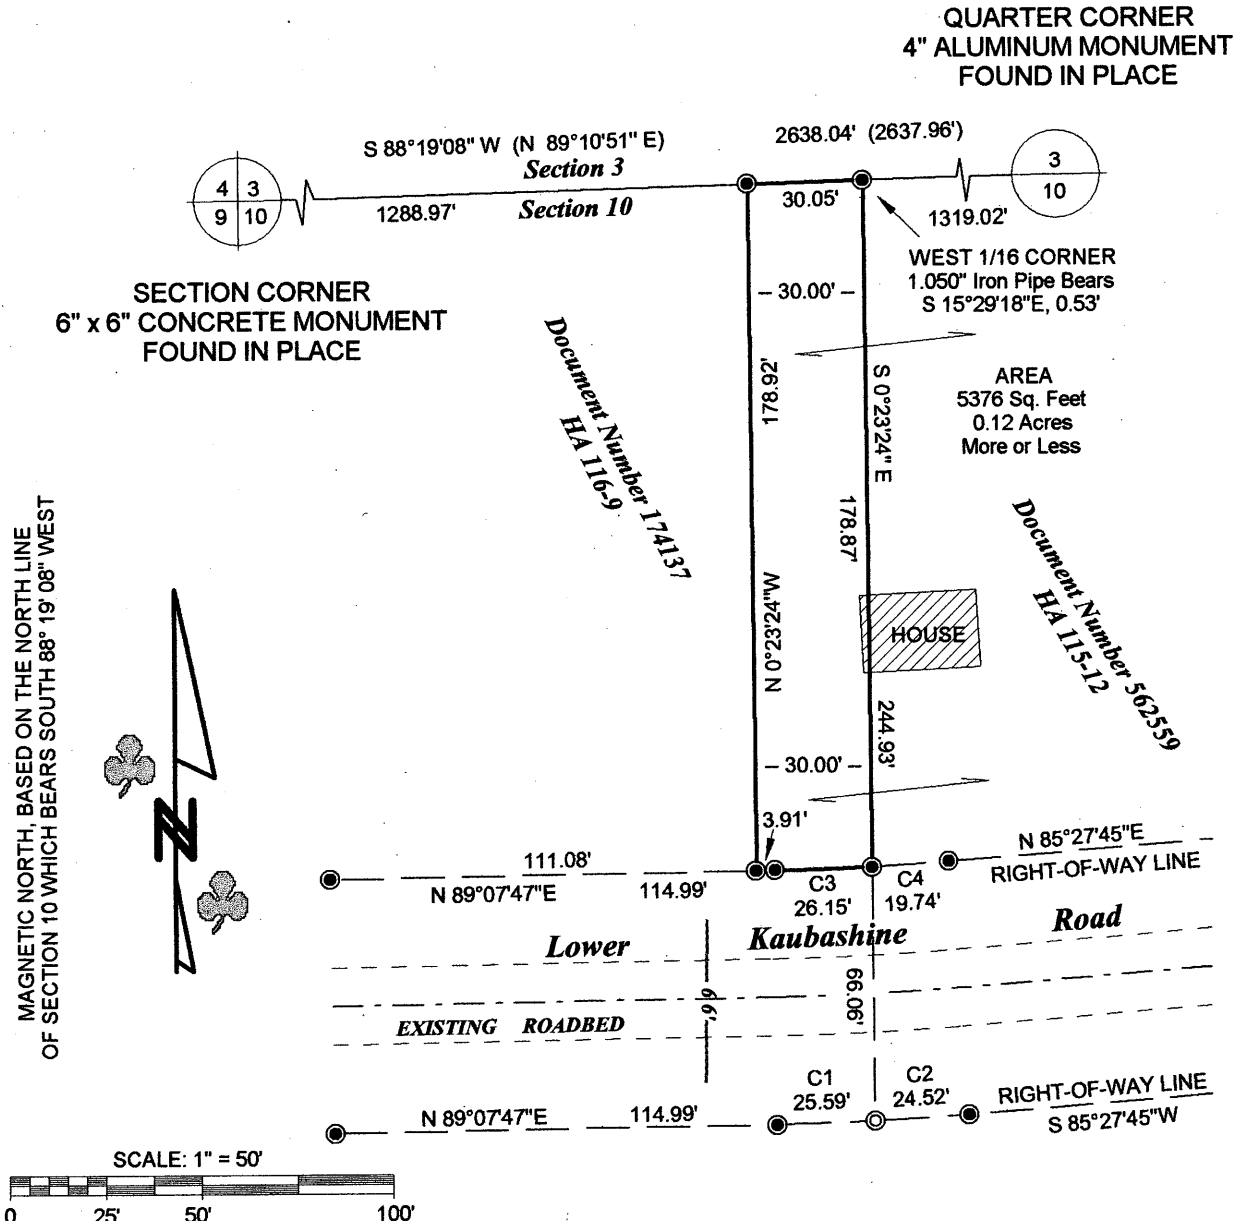 QUARTER CORNER
4" ALUMINUM MONUMENT
FOUND IN PLACE
S 88°19'08" W (N 89°10'51" E)
2638.04' (2637.96')
Section 3
4 3
9 10
3
10
1288.97'
Section 10
30.05'
1319.02'
WEST 1/16 CORNER
1.050" Iron Pipe Bears
S 15°29'18"E, 0.53'
SECTION CORNER
6" x 6" CONCRETE MONUMENT
FOUND IN PLACE
30.00'
Document Number 174137
HA 116-9
178.92'
S 0°23'24" E
AREA
5376 Sq. Feet
0.12 Acres
More or Less
178.87'
Document Number 562559
HA 115-12
MAGNETIC NORTH, BASED ON THE NORTH LINE
OF SECTION 10 WHICH BEARS SOUTH 88° 19' 08" WEST
N 0°23'24"W
HOUSE
244.93'
30.00'
N
3.91'
111.08'
N 89°07'47"E
114.99'
C3
26.15'
C4
19.74'
N 85°27'45"E
RIGHT-OF-WAY LINE
Lower Kaubashine Road
66'
66.06'
EXISTING ROADBED
C1
25.59'
C2
24.52'
N 89°07'47"E
114.99'
RIGHT-OF-WAY LINE
S 85°27'45"W
SCALE: 1" = 50'
0 25' 50' 100'